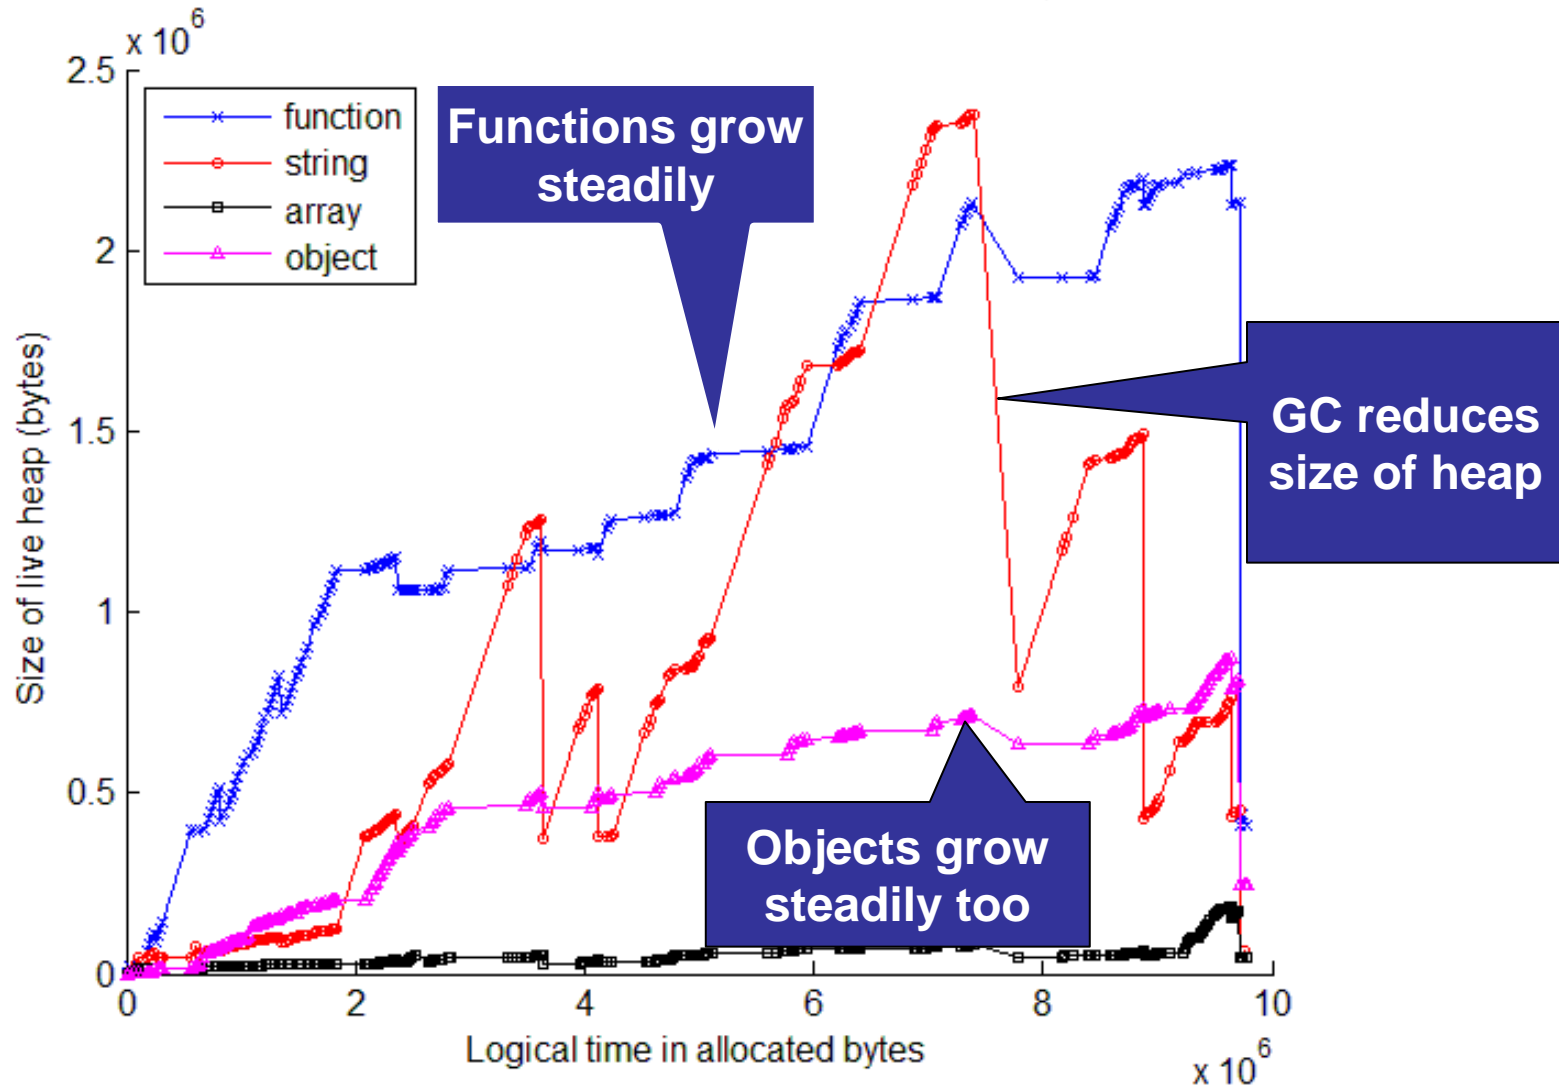 x 10^6
2.5
2
1.5
1
0.5
0
function
string
array
object
Functions grow
steadily
GC reduces
size of heap
Objects grow
steadily too
Size of live heap (bytes)
0 2 4 6 8 10
Logical time in allocated bytes
x 10^6